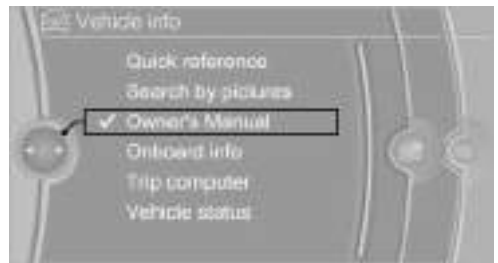 Vehicle info
Quick reference
Search by pictures
Owner's Manual
Onboard info
Trip computer
Vehicle status